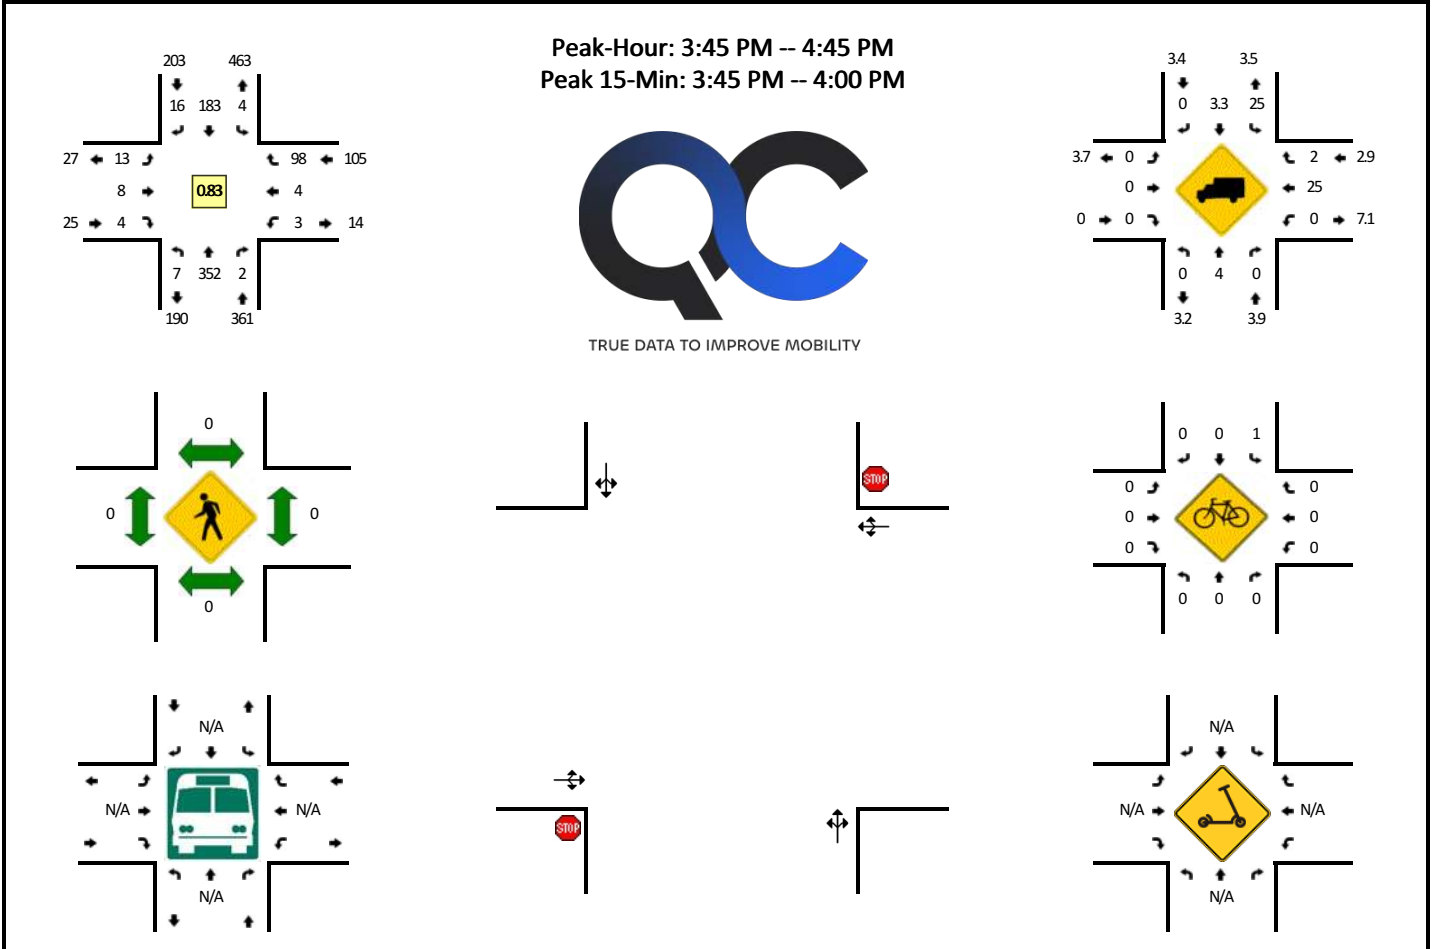 Peak-Hour: 3:45 PM -- 4:45 PM
Peak 15-Min: 3:45 PM -- 4:00 PM
203 463
16 183 4
27 13 98 105
8 0.83 4
25 4 3 14
7 352 2
190 361
QC
TRUE DATA TO IMPROVE MOBILITY
3.4 3.5
0 3.3 25
3.7 0 2 2.9
0 25
0 0 0 7.1
0 4 0
3.2 3.9
0
0 0
0
STOP
STOP
0 0 1
0 0
0 0
0 0
0 0 0
N/A
N/A N/A
N/A
N/A
N/A N/A
N/A